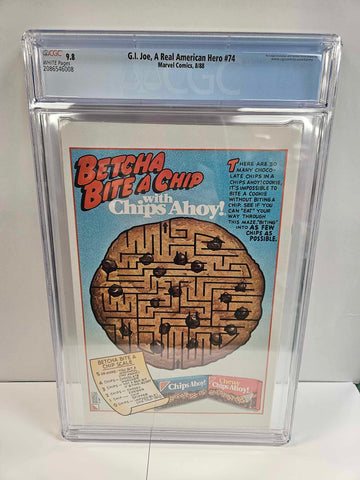 CGC
9.8
WHITE Pages
2086546008
G.I. Joe, A Real American Hero #74
Marvel Comics, 8/88
CGC
BETCHA
BITE A CHIP
with
Chips Ahoy!
THERE ARE SO
MANY CHOCO-
LATE CHIPS IN A
CHIPS AHOY! COOKIE,
IT'S IMPOSSIBLE TO
BITE A COOKIE
WITHOUT BITING A
CHIP. SEE IF YOU
CAN "EAT" YOUR
WAY THROUGH
THIS MAZE, "BITING"
INTO AS FEW
CHIPS AS
POSSIBLE.
BETCHA BITE A
CHIP SCALE
Chips Ahoy!
Chewy
Chips Ahoy!